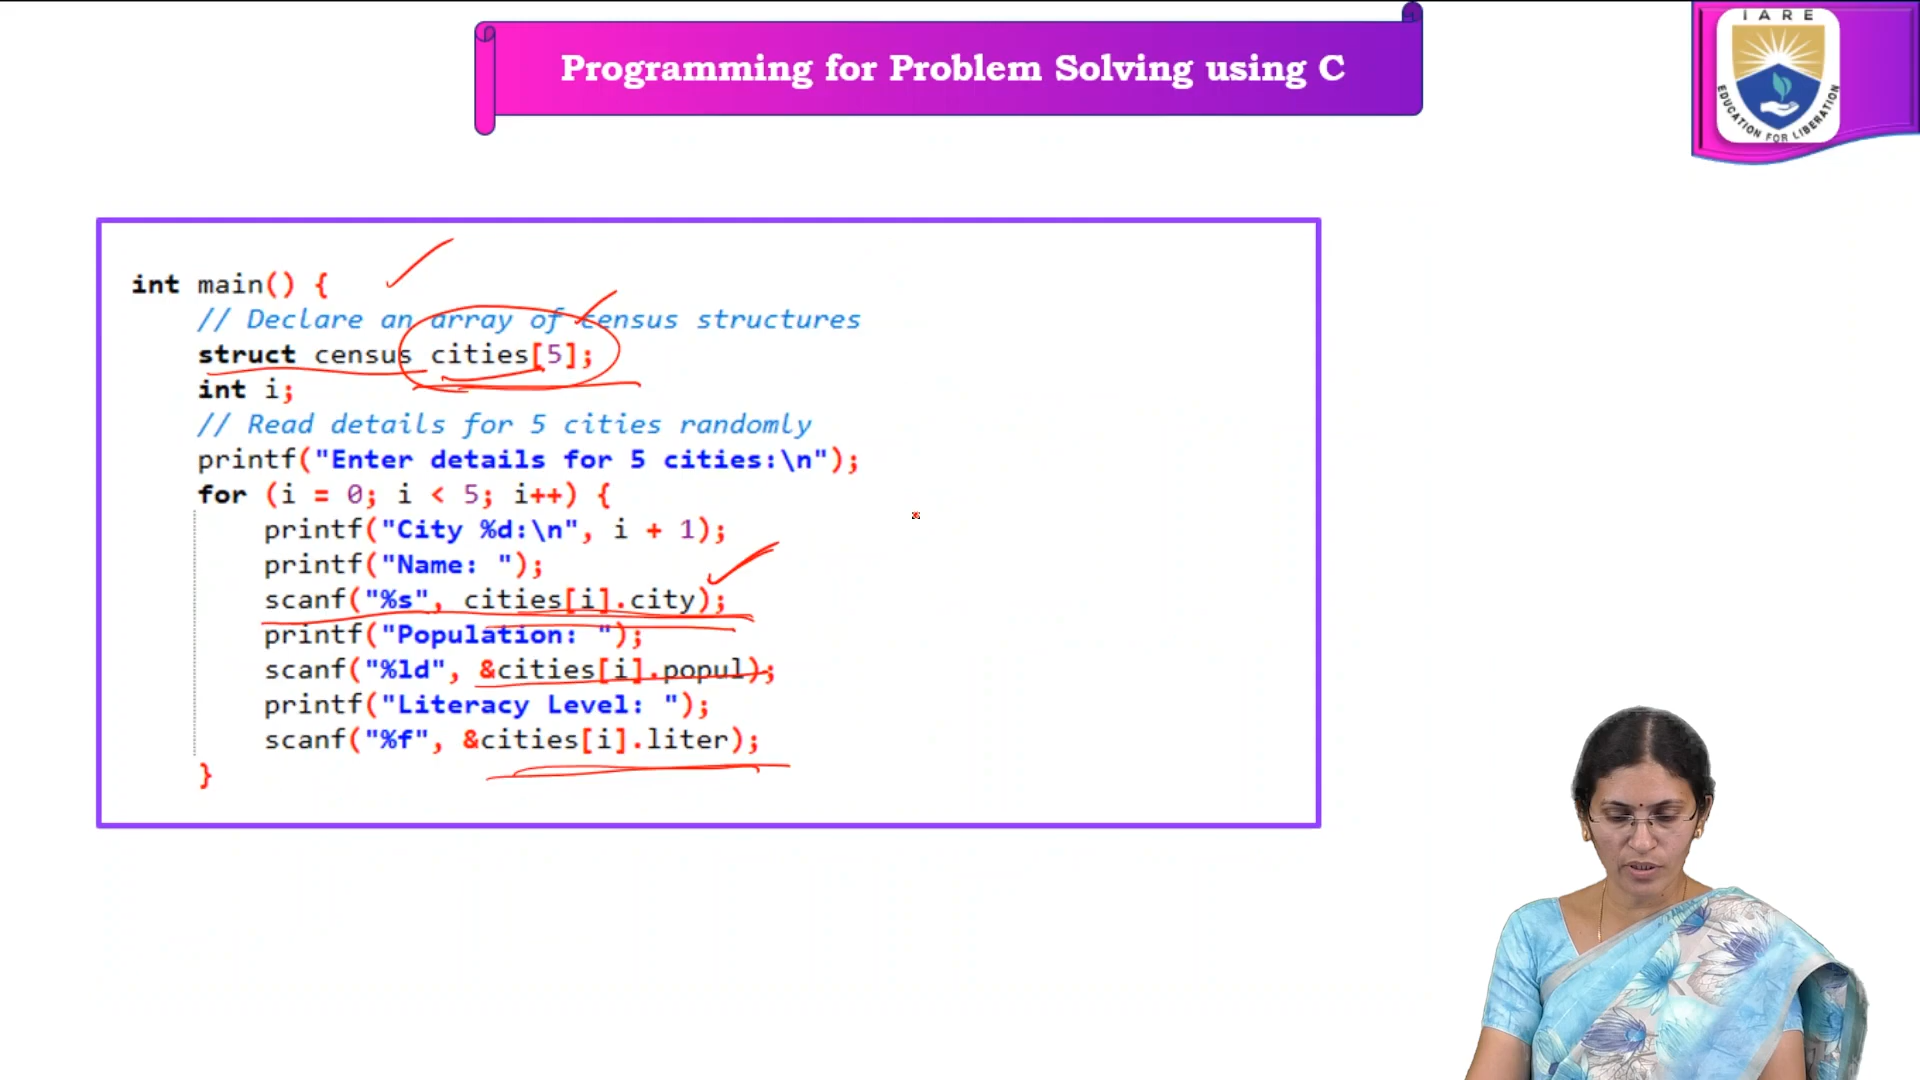 Programming for Problem Solving using C
IARE
EDUCATION FOR LIBERATION
int main() {
// Declare an array of census structures
struct census cities[5];
int i;
// Read details for 5 cities randomly
printf("Enter details for 5 cities:\n");
for (i = 0; i < 5; i++) {
printf("City %d:\n", i + 1);
printf("Name: ");
scanf("%s", cities[i].city);
printf("Population: ");
scanf("%ld", &cities[i].popul);
printf("Literacy Level: ");
scanf("%f", &cities[i].liter);
}